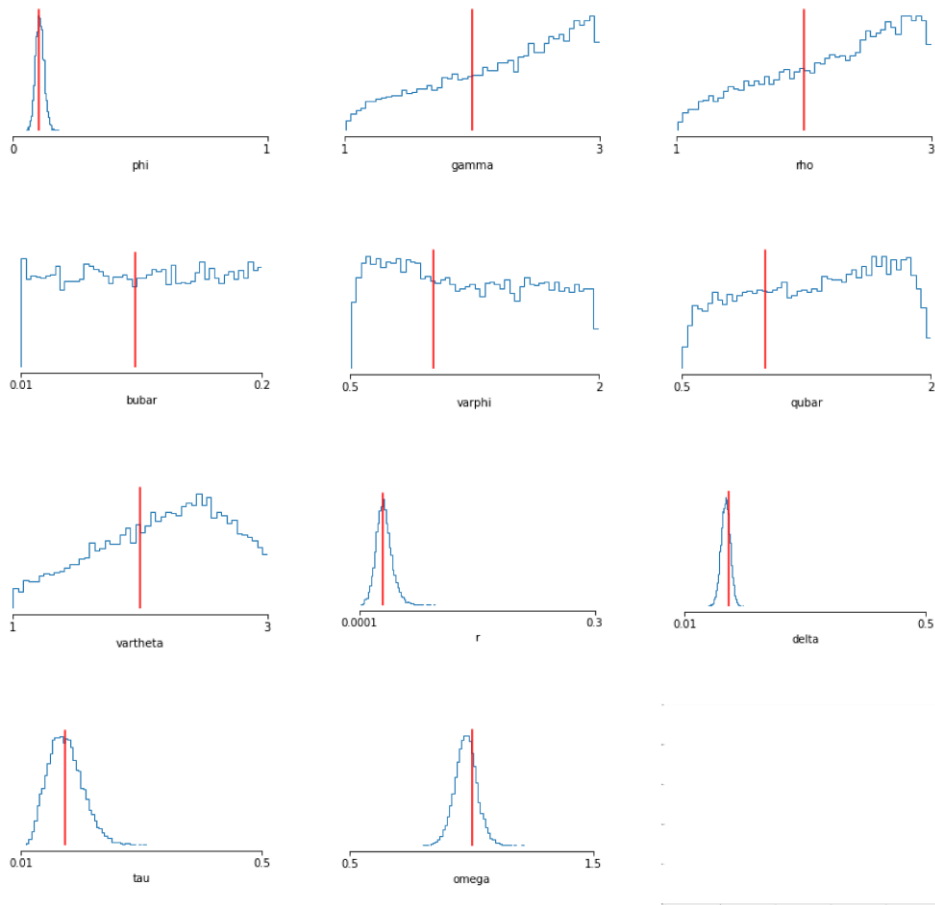 0 1
phi
1 3
gamma
1 3
rho
0.01 0.2
bubar
0.5 2
varphi
0.5 2
qubar
1 3
vartheta
0.0001 0.3
r
0.01 0.5
delta
0.01 0.5
tau
0.5 1.5
omega